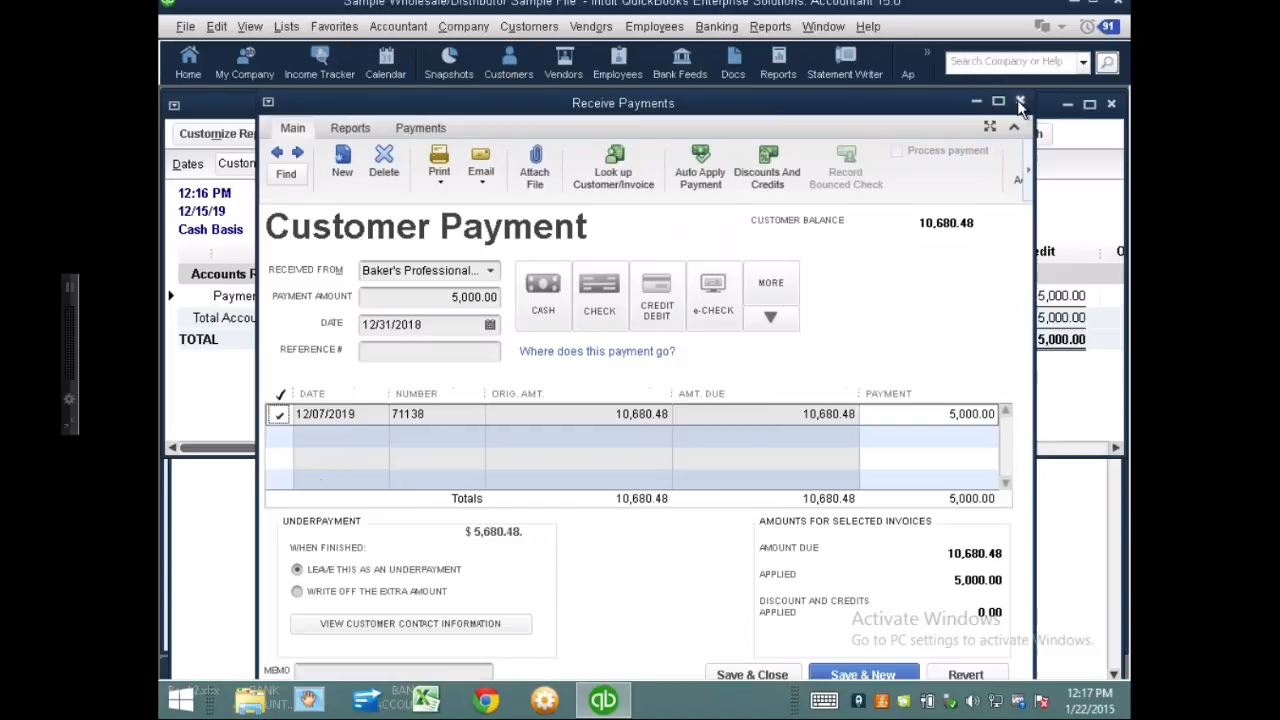 Sample Wholesale/Distributor Sample File - Intuit QuickBooks Enterprise Solutions: Accountant 15.0
File Edit View Lists Favorites Accountant Company Customers Vendors Employees Banking Reports Window Help 91
Home My Company Income Tracker Calendar Snapshots Customers Vendors Employees Bank Feeds Docs Reports Statement Writer Ap Search Company or Help
Receive Payments
Customize Re
Main Reports Payments
Dates Custon
Find New Delete Print Email Attach File Look up Customer/Invoice Auto Apply Payment Discounts And Credits Record Bounced Check Process payment
12:16 PM
12/15/19
Cash Basis
Customer Payment
CUSTOMER BALANCE 10,680.48
Accounts R
Paymer 5,000.00
Total Accou 5,000.00
TOTAL 5,000.00
RECEIVED FROM Baker's Professional...
PAYMENT AMOUNT 5,000.00
DATE 12/31/2018
REFERENCE #
CASH CHECK CREDIT DEBIT e-CHECK MORE
Where does this payment go?
DATE NUMBER ORIG. AMT. AMT. DUE PAYMENT
12/07/2019 71138 10,680.48 10,680.48 5,000.00
Totals 10,680.48 10,680.48 5,000.00
UNDERPAYMENT
$ 5,680.48.
WHEN FINISHED:
LEAVE THIS AS AN UNDERPAYMENT
WRITE OFF THE EXTRA AMOUNT
VIEW CUSTOMER CONTACT INFORMATION
AMOUNTS FOR SELECTED INVOICES
AMOUNT DUE 10,680.48
APPLIED 5,000.00
DISCOUNT AND CREDITS APPLIED 0.00
Activate Windows
Go to PC settings to activate Windows.
MEMO
Save & Close Save & New Revert
12:17 PM
1/22/2015